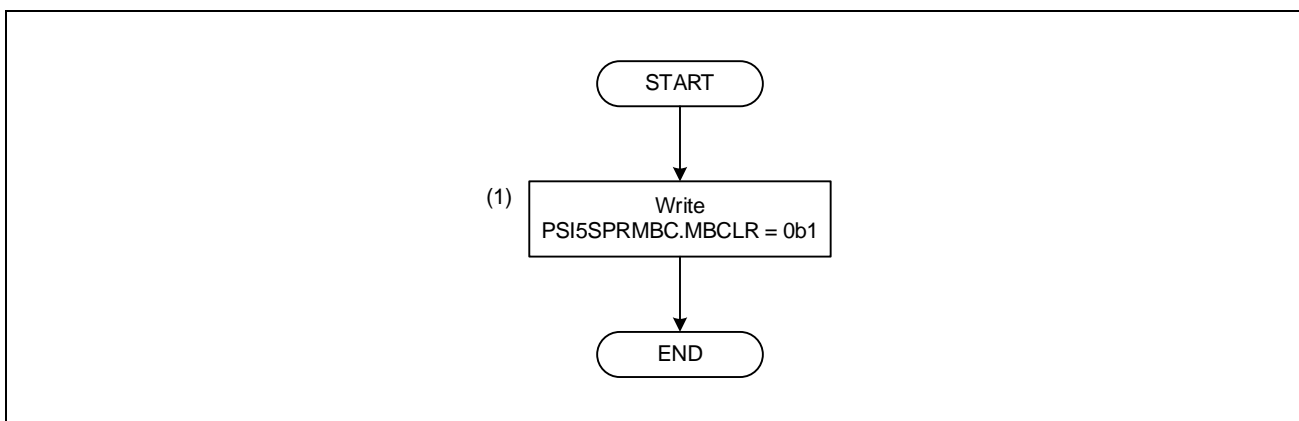 START
(1)
Write
PSI5SPRMBC.MBCLR = 0b1
END